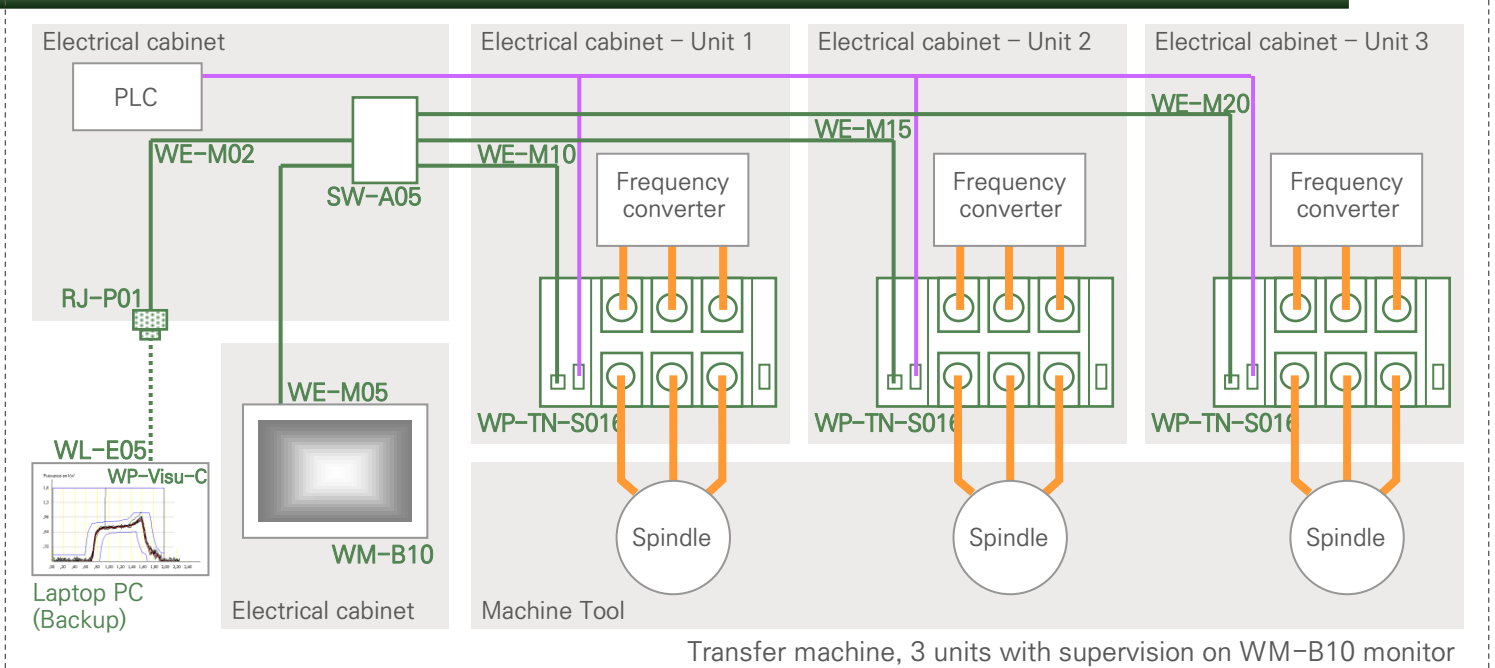 Electrical cabinet
Electrical cabinet – Unit 1
Electrical cabinet – Unit 2
Electrical cabinet – Unit 3
PLC
WE-M20
WE-M15
WE-M02
WE-M10
SW-A05
Frequency
converter
Frequency
converter
Frequency
converter
RJ-P01
WE-M05
WP-TN-S016
WP-TN-S016
WP-TN-S016
WL-E05
WP-Visu-C
Spindle
Spindle
Spindle
WM-B10
Laptop PC
(Backup)
Electrical cabinet
Machine Tool
Transfer machine, 3 units with supervision on WM-B10 monitor